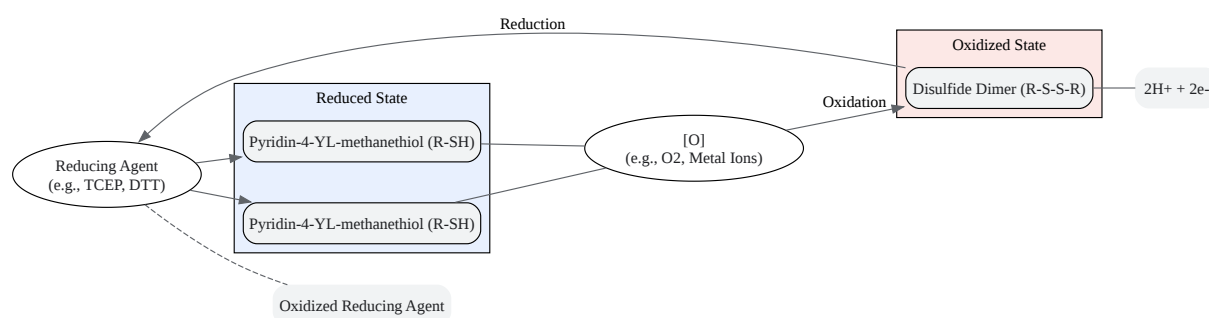 Reduction
Oxidized State
Disulfide Dimer (R-S-S-R)
2H+ + 2e-
Oxidation
Reduced State
Pyridin-4-YL-methanethiol (R-SH)
[O]
(e.g., O2, Metal Ions)
Reducing Agent
(e.g., TCEP, DTT)
Pyridin-4-YL-methanethiol (R-SH)
Oxidized Reducing Agent